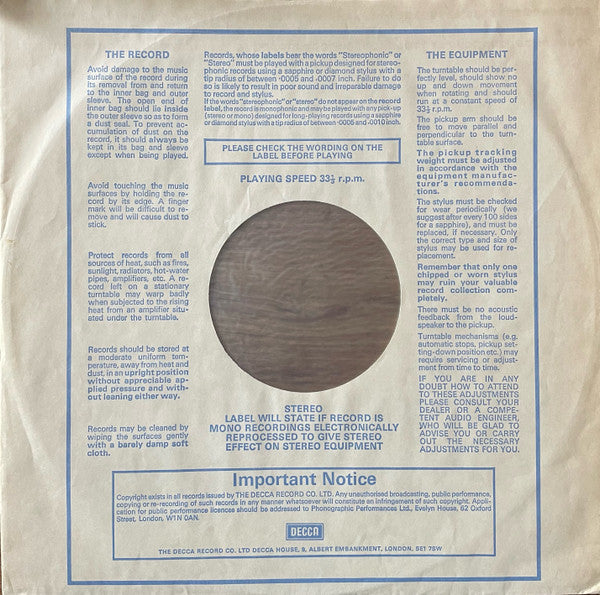 THE RECORD
Avoid damage to the music
surface of the record during
its removal from and return
to the inner bag and outer
sleeve. The open end of
inner bag should lie inside
the outer sleeve so as to form
a dust seal. To prevent ac-
cumulation of dust on the
record, it should always be
kept in its bag and sleeve
except when being played.
Avoid touching the music
surfaces by holding the re-
cord by its edge. A finger
mark will be difficult to re-
move and will cause dust to
stick.
Protect records from all
sources of heat, such as fires,
sunlight, radiators, hot-water
pipes, amplifiers, etc. A re-
cord left on a stationary
turntable may warp badly
when subjected to the rising
heat from an amplifier situ-
ated under the turntable.
Records should be stored at
a moderate uniform tem-
perature, away from heat and
dust, in an upright position
without appreciable ap-
plied pressure and with-
out leaning either way.
Records may be cleaned by
wiping the surfaces gently
with a barely damp soft
cloth.
Records, whose labels bear the words "Stereophonic" or
"Stereo" must be played with a pickup designed for stereo-
phonic records using a sapphire or diamond stylus with a
tip radius of between ·0005 and ·0007 inch. Failure to do
so is likely to result in poor sound and irreparable damage
to record and stylus.
If the words "stereophonic" or "stereo" do not appear on the record
label, the record is monophonic and may be played with any pick-up
(stereo or mono) designed for long-playing records using a sapphire
or diamond stylus with a tip radius of between ·0005 and ·0010 inch.
PLEASE CHECK THE WORDING ON THE
LABEL BEFORE PLAYING
PLAYING SPEED 33⅓ r.p.m.
STEREO
LABEL WILL STATE IF RECORD IS
MONO RECORDINGS ELECTRONICALLY
REPROCESSED TO GIVE STEREO
EFFECT ON STEREO EQUIPMENT
THE EQUIPMENT
The turntable should be per-
fectly level, should show no
up and down movement
when rotating and should
run at a constant speed of
33⅓ r.p.m.
The pickup arm should be
free to move parallel and
perpendicular to the turn-
table surface.
The pickup tracking
weight must be adjusted
in accordance with the
equipment manufac-
turer's recommenda-
tions.
The stylus must be checked
for wear periodically (we
suggest after every 100 sides
for a sapphire), and must be
replaced, if necessary. Only
the correct type and size of
stylus may be used for re-
placement.
Remember that only one
chipped or worn stylus
may ruin your valuable
record collection com-
pletely.
There must be no acoustic
feedback from the loud-
speaker to the pickup.
Turntable mechanisms (e.g.
automatic stops, pickup set-
ting-down position etc.) may
require servicing or adjust-
ment from time to time.
IF YOU ARE IN ANY
DOUBT HOW TO ATTEND
TO THESE ADJUSTMENTS
PLEASE CONSULT YOUR
DEALER OR A COMPE-
TENT AUDIO ENGINEER,
WHO WILL BE GLAD TO
ADVISE YOU OR CARRY
OUT THE NECESSARY
ADJUSTMENTS FOR YOU.
Important Notice
Copyright exists in all records issued by THE DECCA RECORD CO. LTD. Any unauthorised broadcasting, public performance,
copying or re-recording of such records in any manner whatsoever will constitute an infringement of such copyright. Appli-
cation for public performance licences should be addressed to Phonographic Performances Ltd., Evelyn House, 62 Oxford
Street, London, W1N 0AN.
DECCA
THE DECCA RECORD CO. LTD DECCA HOUSE, 9, ALBERT EMBANKMENT, LONDON, SE1 7SW